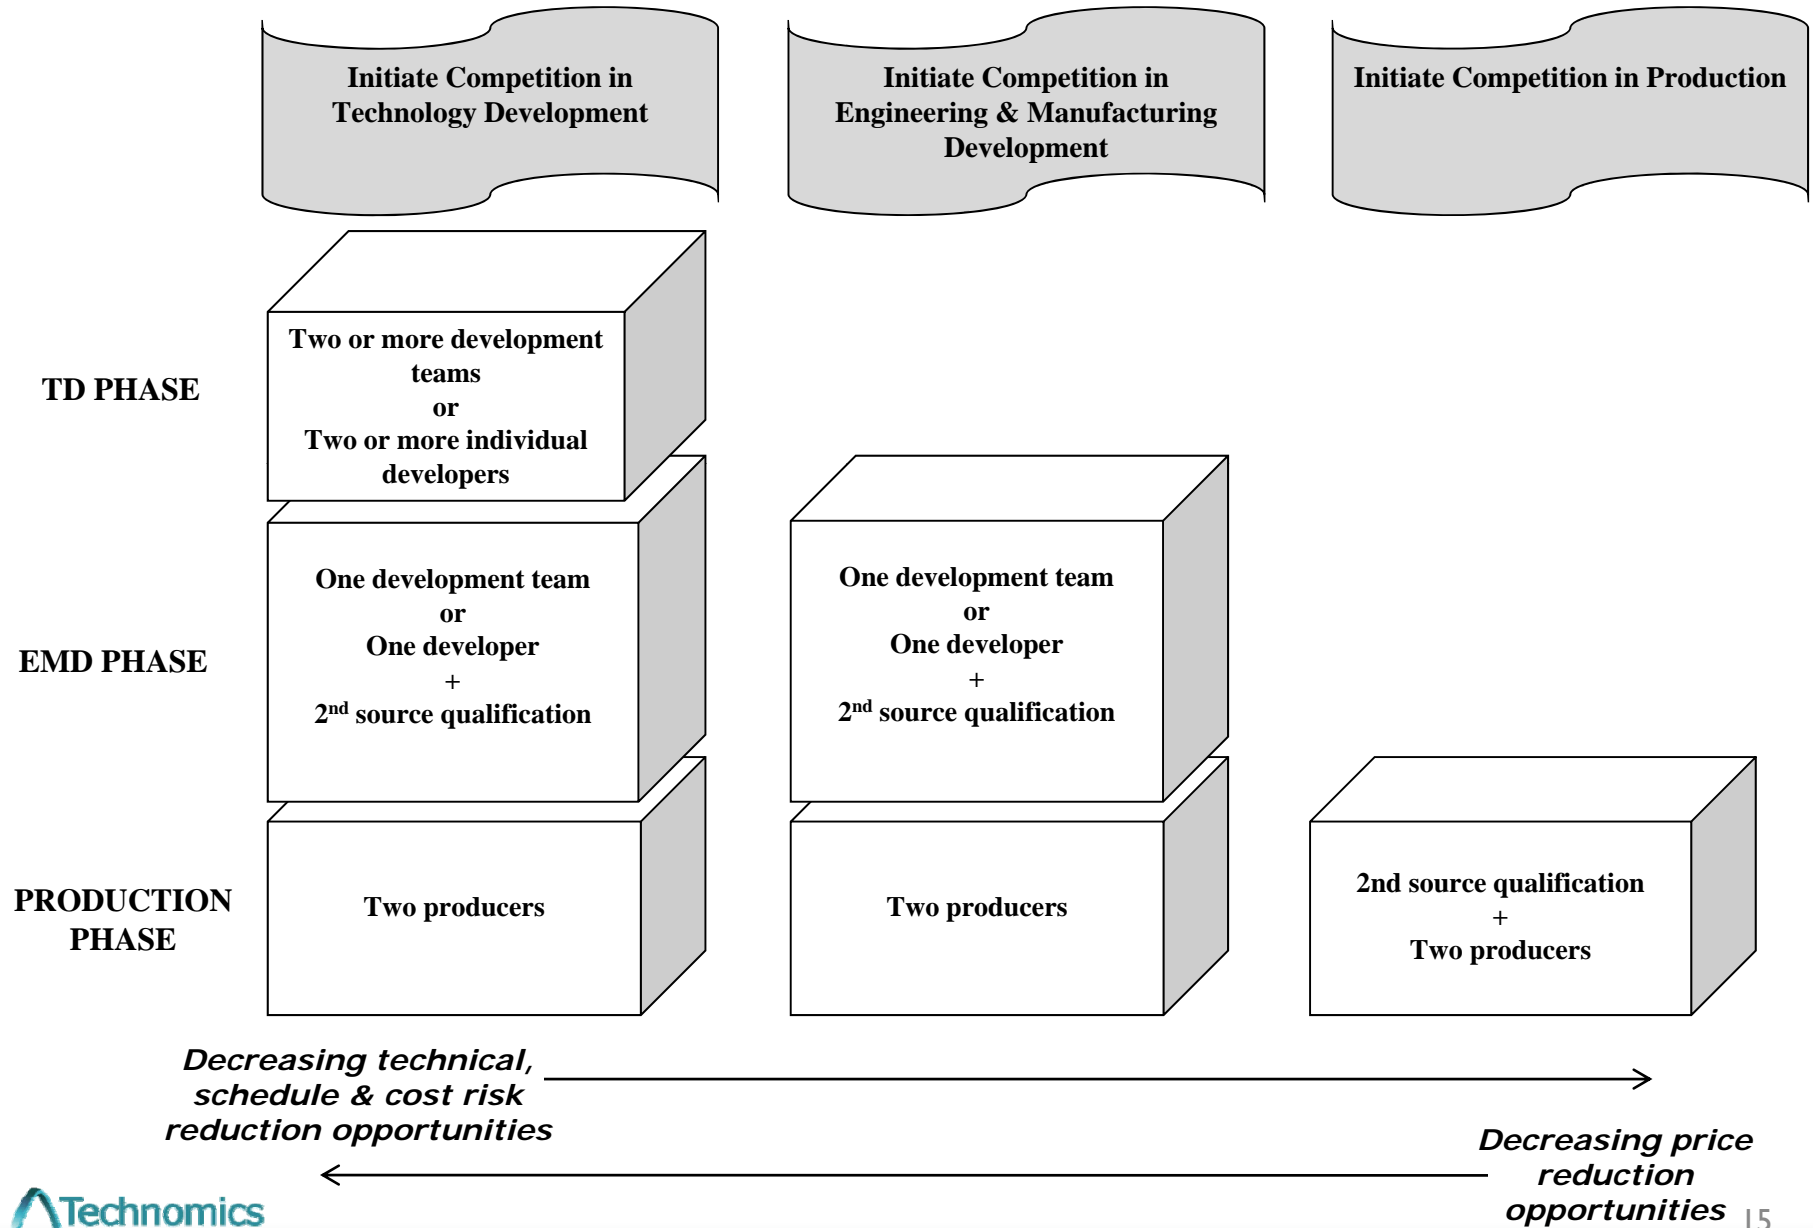 Initiate Competition in
Technology Development
Initiate Competition in
Engineering & Manufacturing
Development
Initiate Competition in Production
TD PHASE
Two or more development
teams
or
Two or more individual
developers
EMD PHASE
One development team
or
One developer
+
2nd source qualification
One development team
or
One developer
+
2nd source qualification
PRODUCTION
PHASE
Two producers
Two producers
2nd source qualification
+
Two producers
Decreasing technical,
schedule & cost risk
reduction opportunities
Decreasing price
reduction
opportunities
Technomics
15